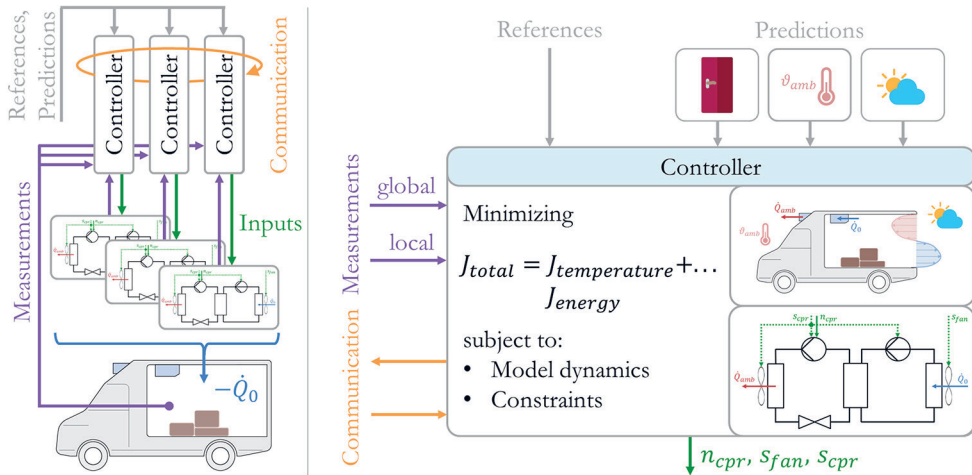 References,
Predictions
Controller
Controller
Controller
Communication
Measurements
Inputs
−Q̇₀
References
Predictions
ϑamb
Controller
Measurements
global
local
Communication
Minimizing
Jtotal = Jtemperature+…
Jenergy
subject to:
• Model dynamics
• Constraints
Q̇amb
ϑamb
Q̇₀
scpr
ncpr
sfan
Q̇amb
Q̇₀
ncpr, sfan, scpr